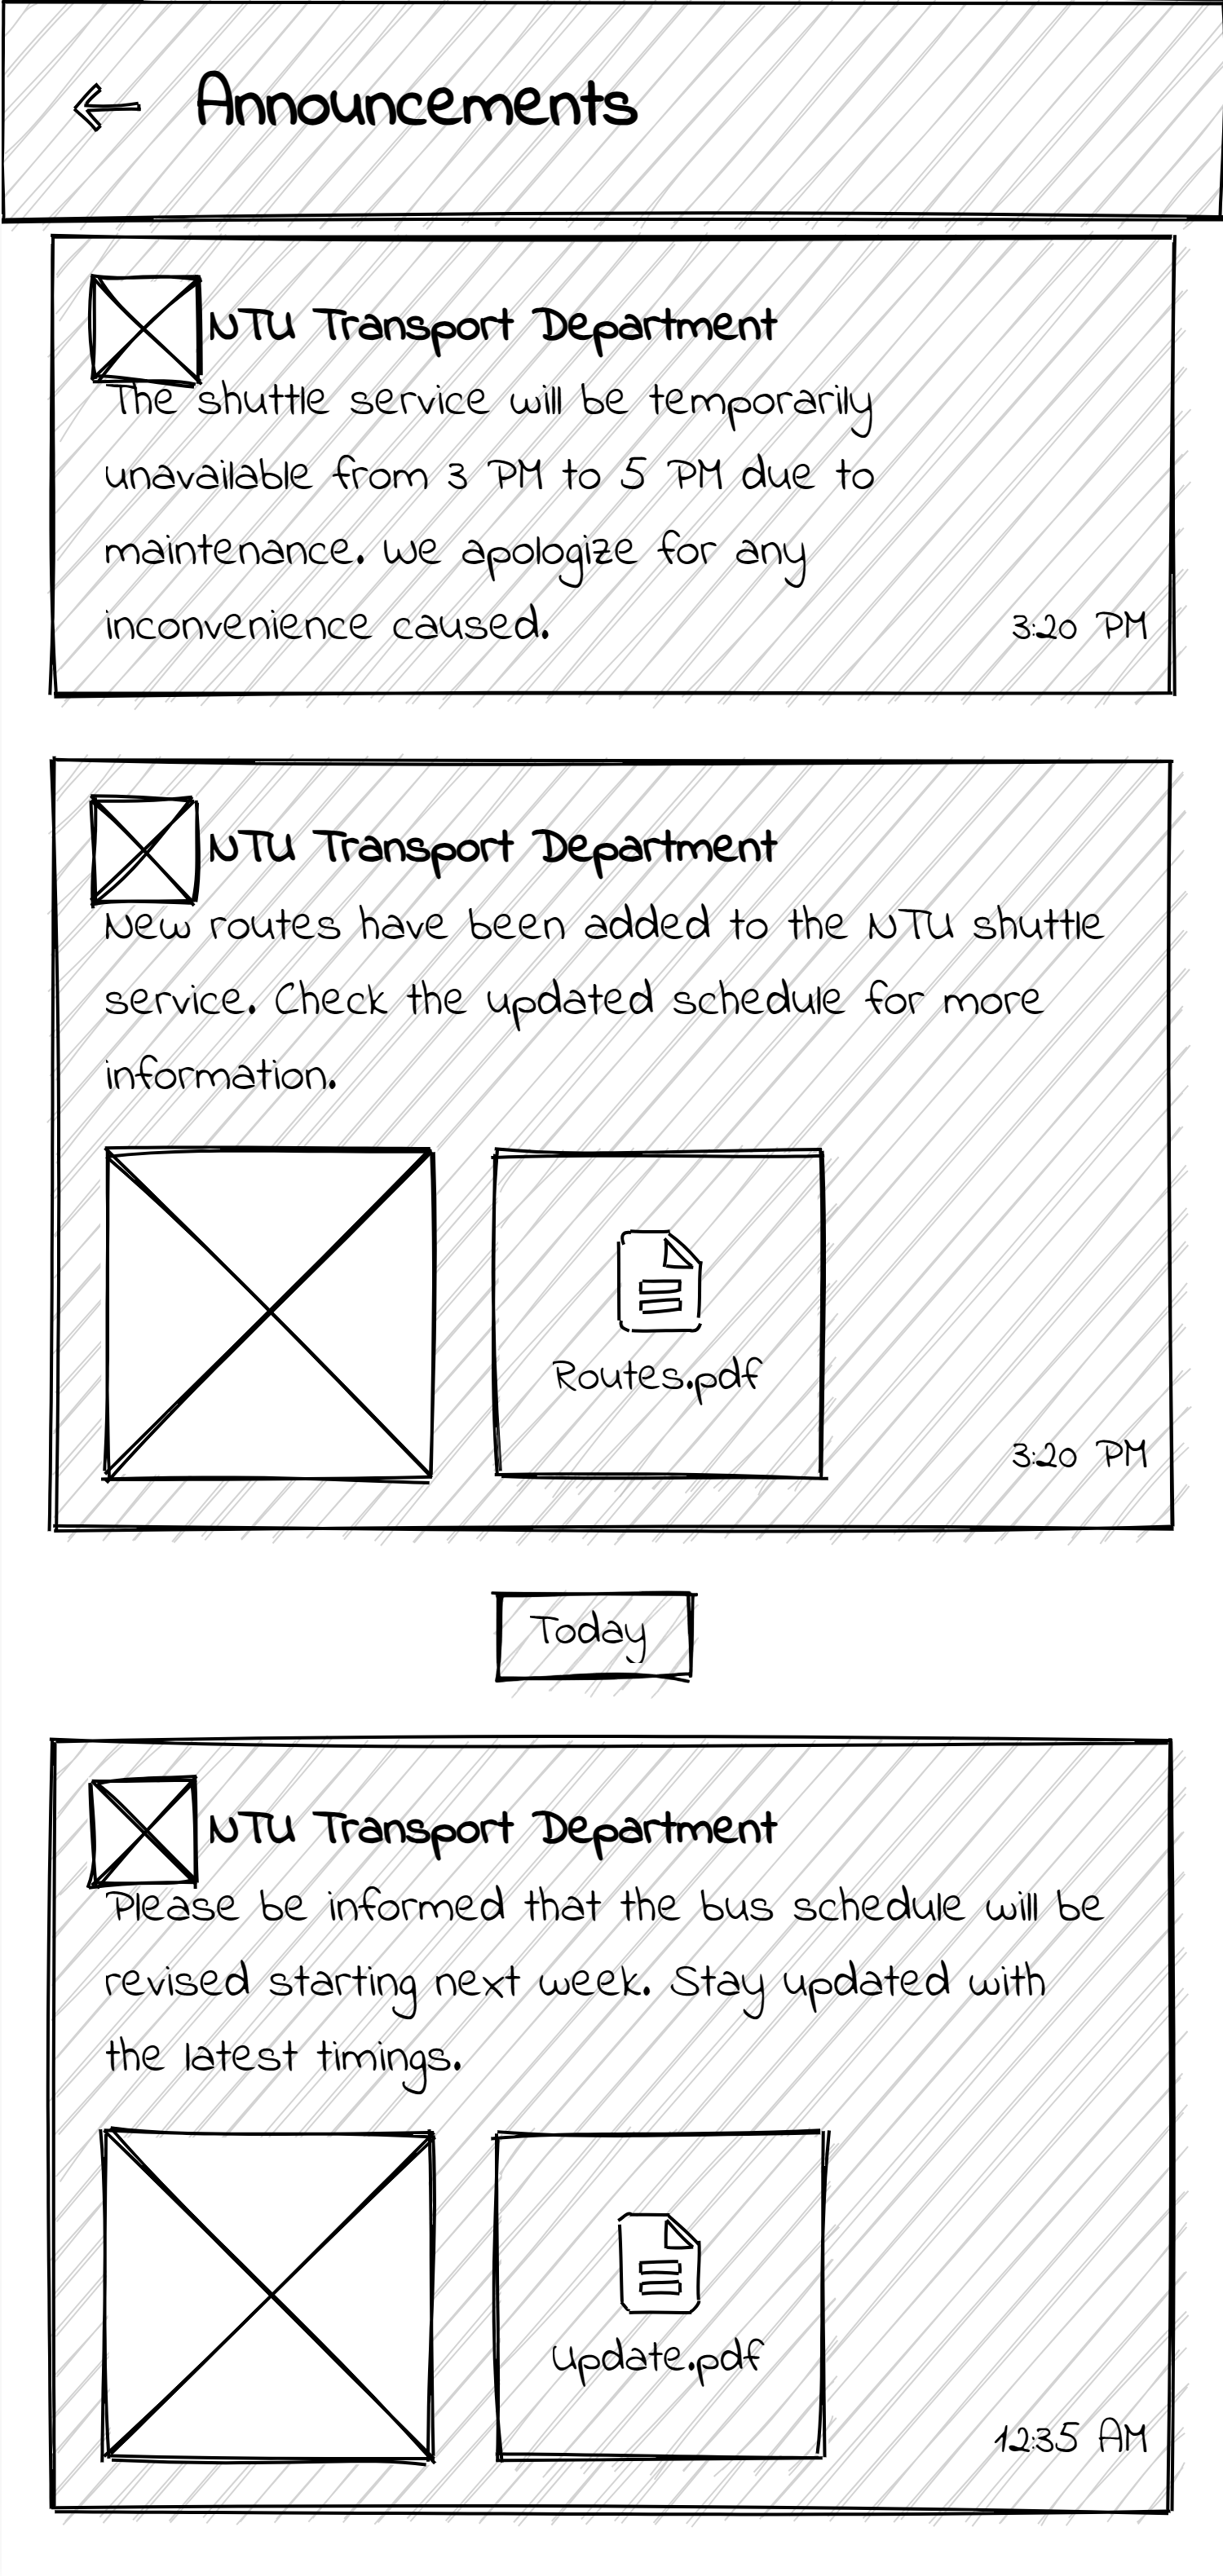 Announcements
NTU Transport Department
The shuttle service will be temporarily
unavailable from 3 PM to 5 PM due to
maintenance. We apologize for any
inconvenience caused.
3:20 PM
NTU Transport Department
New routes have been added to the NTU shuttle
service. Check the updated schedule for more
information.
Routes.pdf
3:20 PM
Today
NTU Transport Department
Please be informed that the bus schedule will be
revised starting next week. Stay updated with
the latest timings.
Update.pdf
12:35 AM